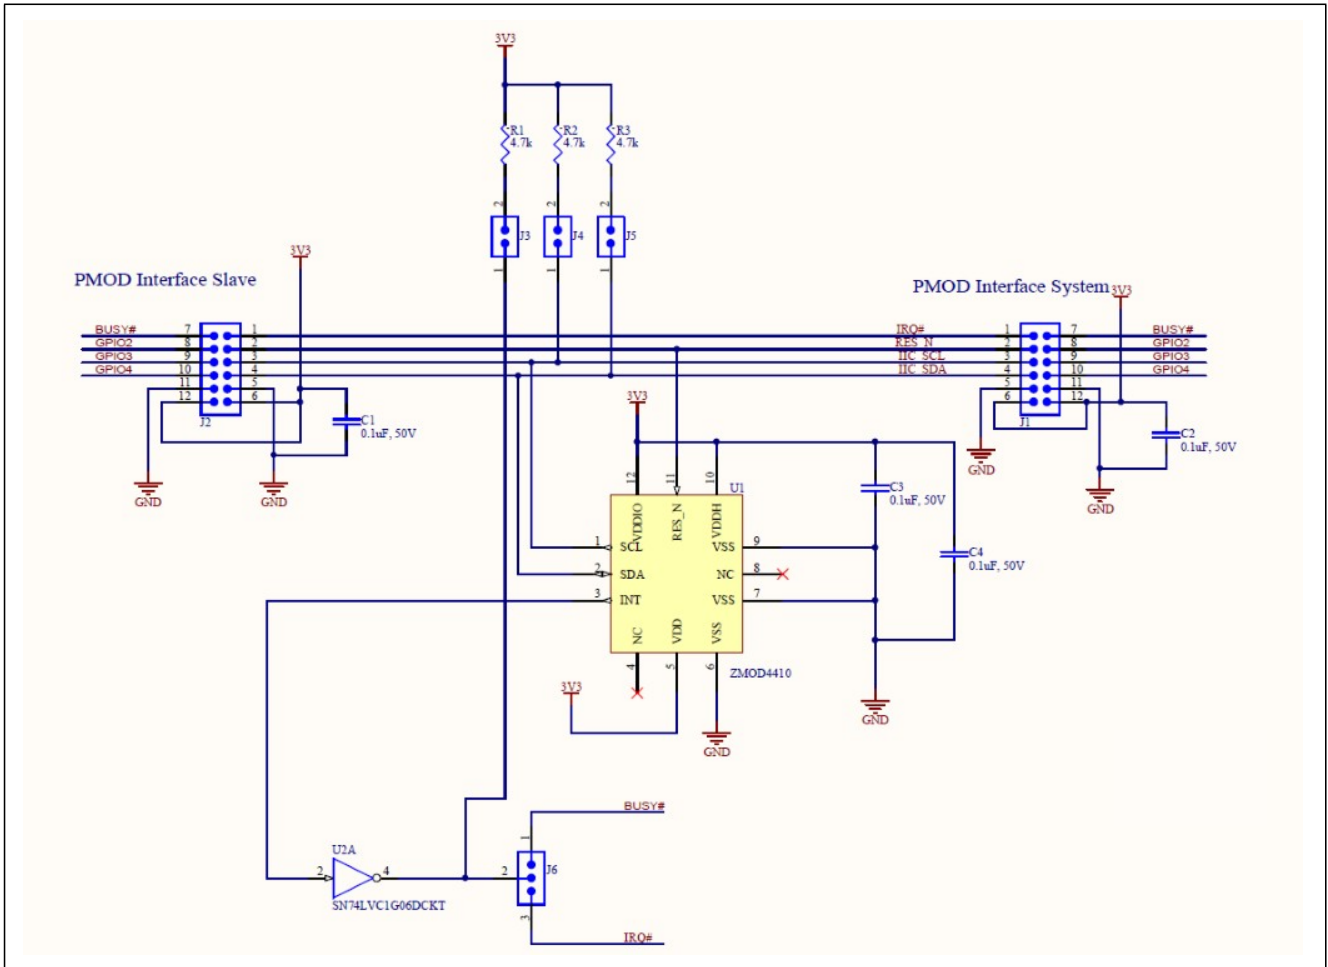 3V3
R1
4.7k
R2
4.7k
R3
4.7k
2
2
2
J3
J4
J5
1
1
1
PMOD Interface Slave
3V3
BUSY#
GPIO2
GPIO3
GPIO4
7
8
9
10
11
12
1
2
3
4
5
6
J2
C1
0.1uF, 50V
GND
GND
PMOD Interface System
3V3
IRQ#
RES_N
IIC_SCL
IIC_SDA
1
2
3
4
5
6
7
8
9
10
11
12
J1
BUSY#
GPIO2
GPIO3
GPIO4
C2
0.1uF, 50V
GND
GND
3V3
12
11
10
U1
VDDIO
RES_N
VDDH
1
SCL
2
SDA
3
INT
VSS
9
NC
8
VSS
7
NC
VDD
VSS
4
5
6
ZMOD4410
C3
0.1uF, 50V
C4
0.1uF, 50V
GND
3V3
GND
U2A
2
4
SN74LVC1G06DCKT
BUSY#
1
2
J6
3
IRQ#